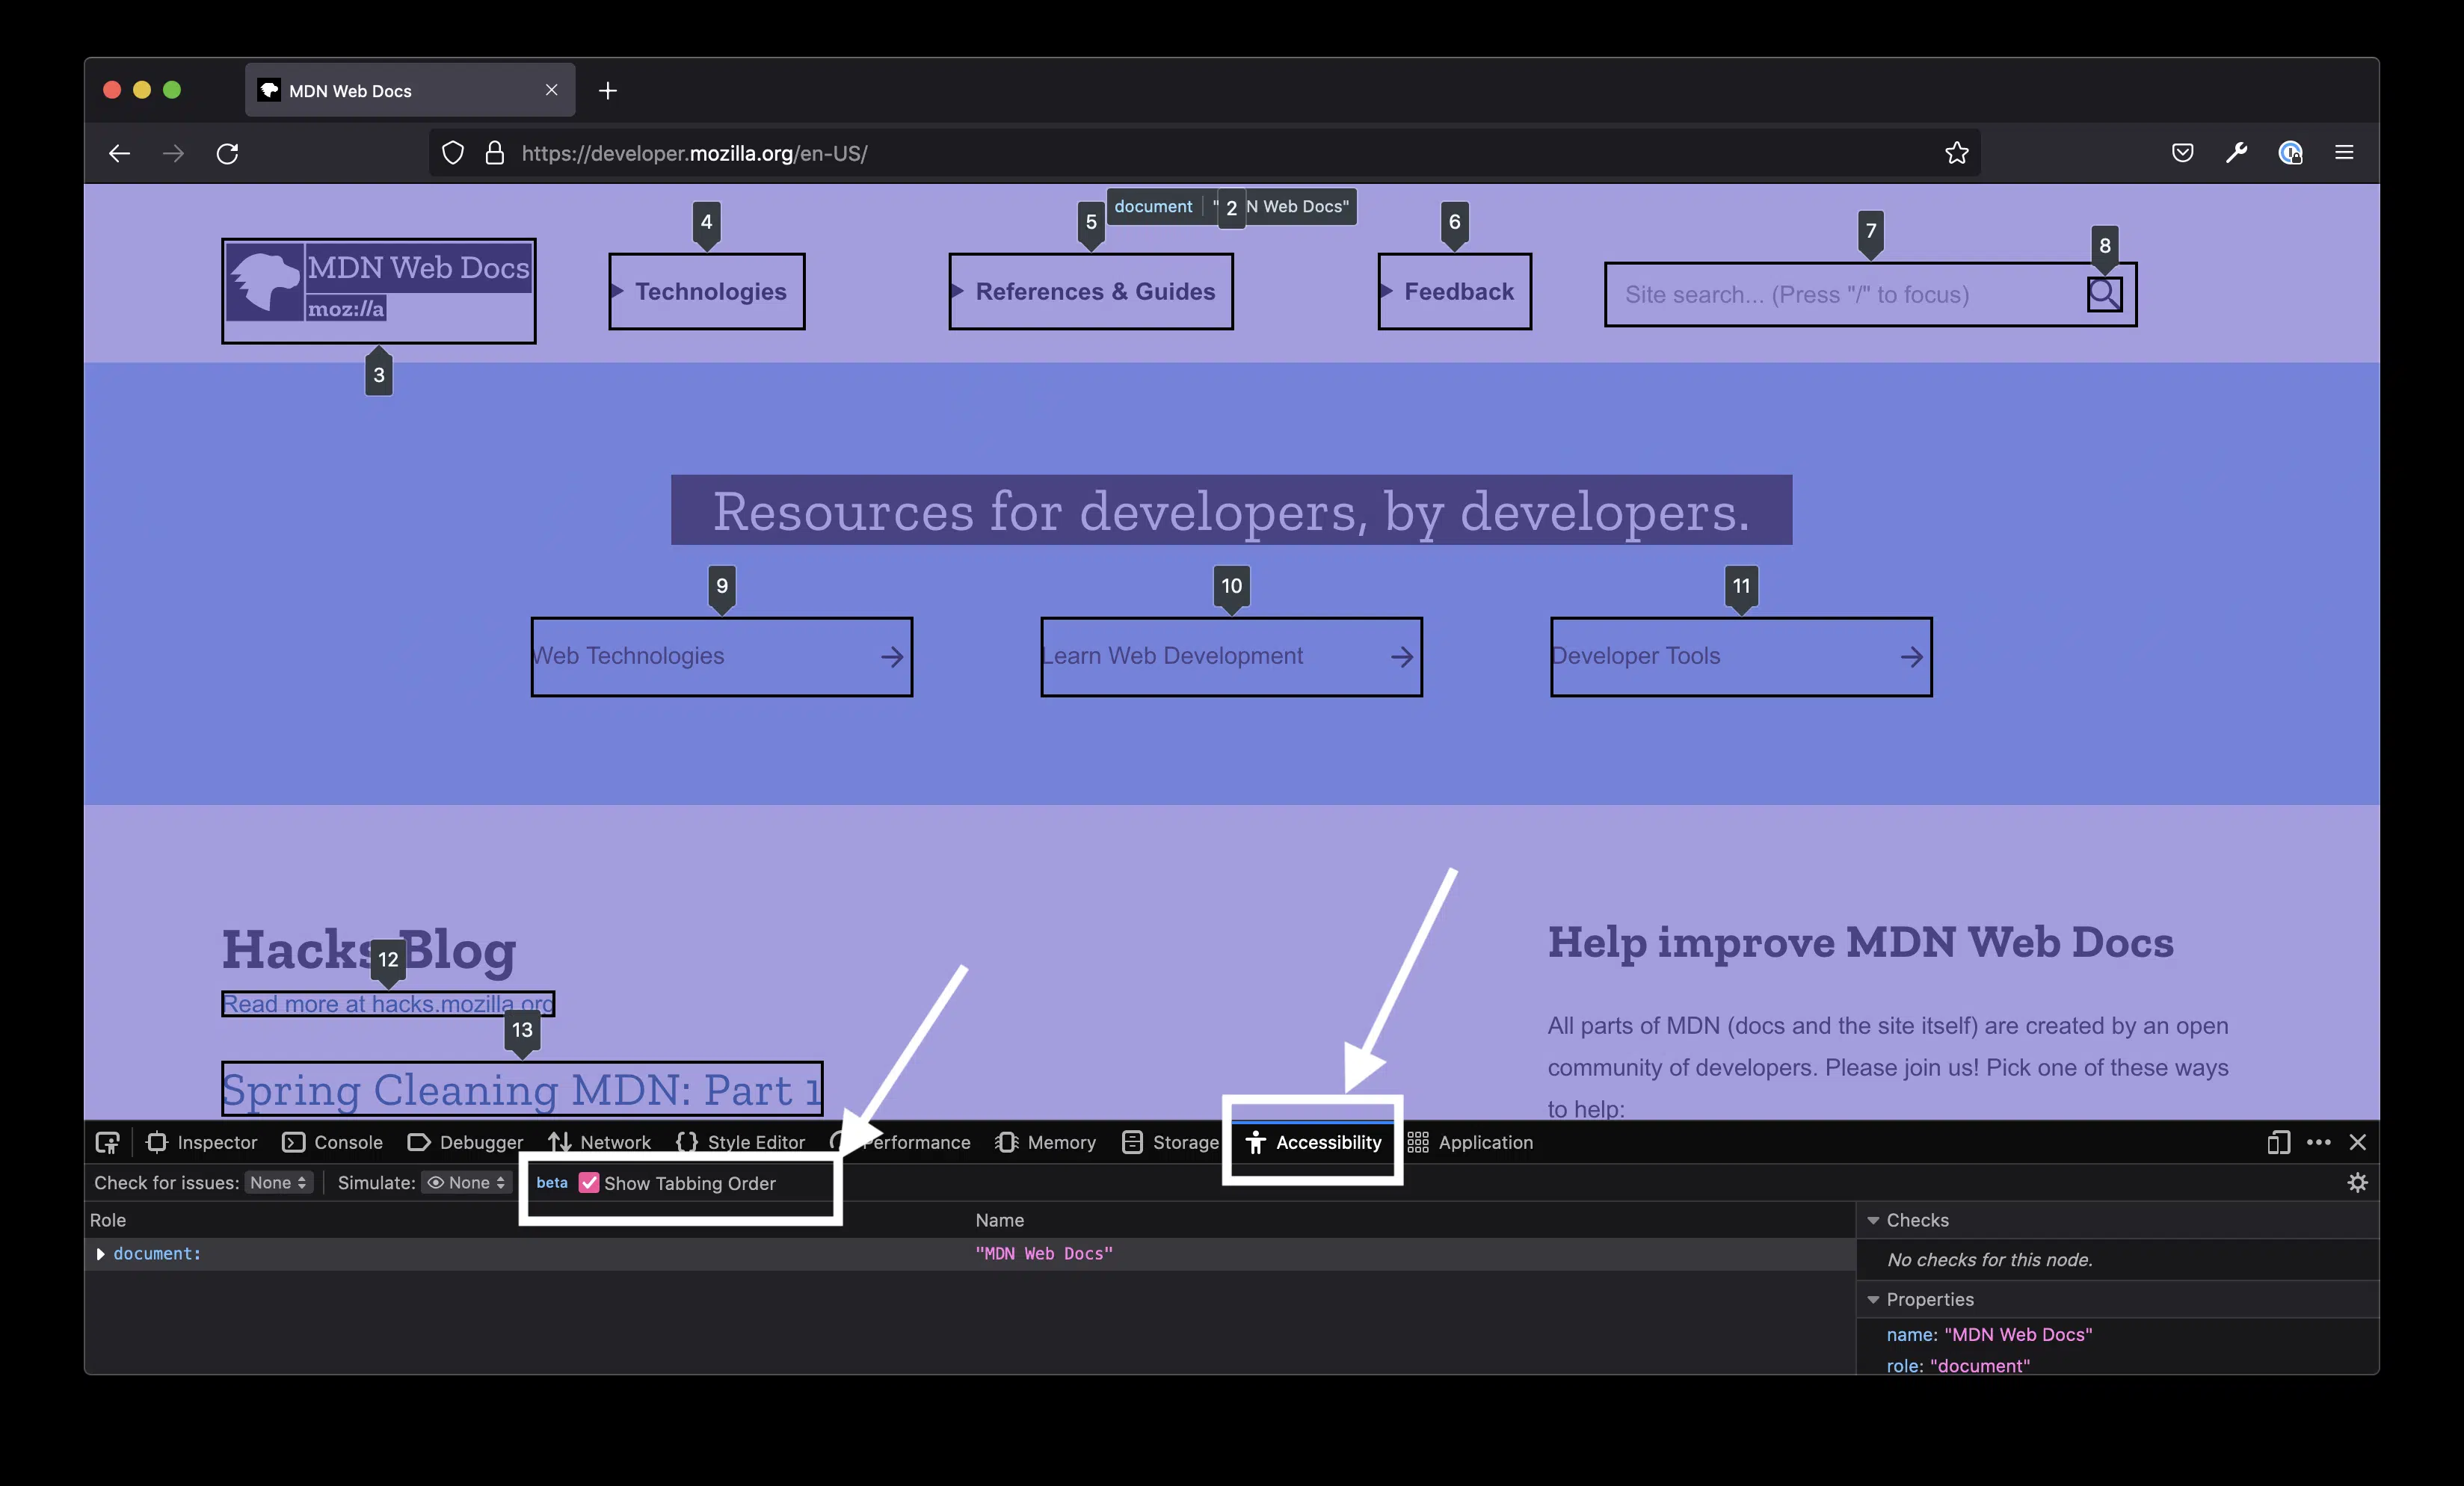 MDN Web Docs
https://developer.mozilla.org/en-US/
document "2N Web Docs"
4
5
6
7
8
MDN Web Docs
moz://a
Technologies
References & Guides
Feedback
Site search... (Press "/" to focus)
3
Resources for developers, by developers.
9
10
11
Web Technologies
Learn Web Development
Developer Tools
Hacks Blog
12
Read more at hacks.mozilla.org
13
Spring Cleaning MDN: Part 1
Help improve MDN Web Docs
All parts of MDN (docs and the site itself) are created by an open
community of developers. Please join us! Pick one of these ways
to help:
Inspector Console Debugger Network Style Editor Performance Memory Storage Accessibility Application
Check for issues: None Simulate: None beta Show Tabbing Order
Role Name
document: "MDN Web Docs"
Checks
No checks for this node.
Properties
name: "MDN Web Docs"
role: "document"